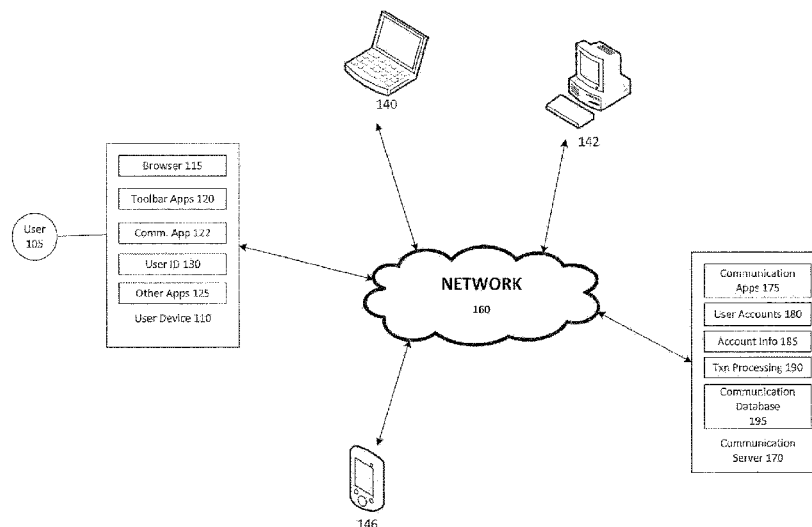 140
142
Browser 115
Toolbar Apps 120
Comm. App 122
User ID 130
Other Apps 125
User Device 110
User
105
NETWORK
160
Communication
Apps 175
User Accounts 180
Account Info 185
Txn Processing 190
Communication
Database
195
Communication
Server 170
146